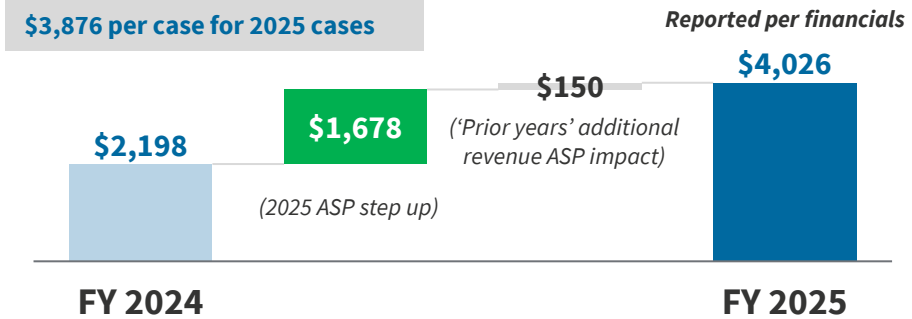 $3,876 per case for 2025 cases
Reported per financials
$2,198
$1,678
(2025 ASP step up)
$150
(‘Prior years’ additional
revenue ASP impact)
$4,026
FY 2024
FY 2025